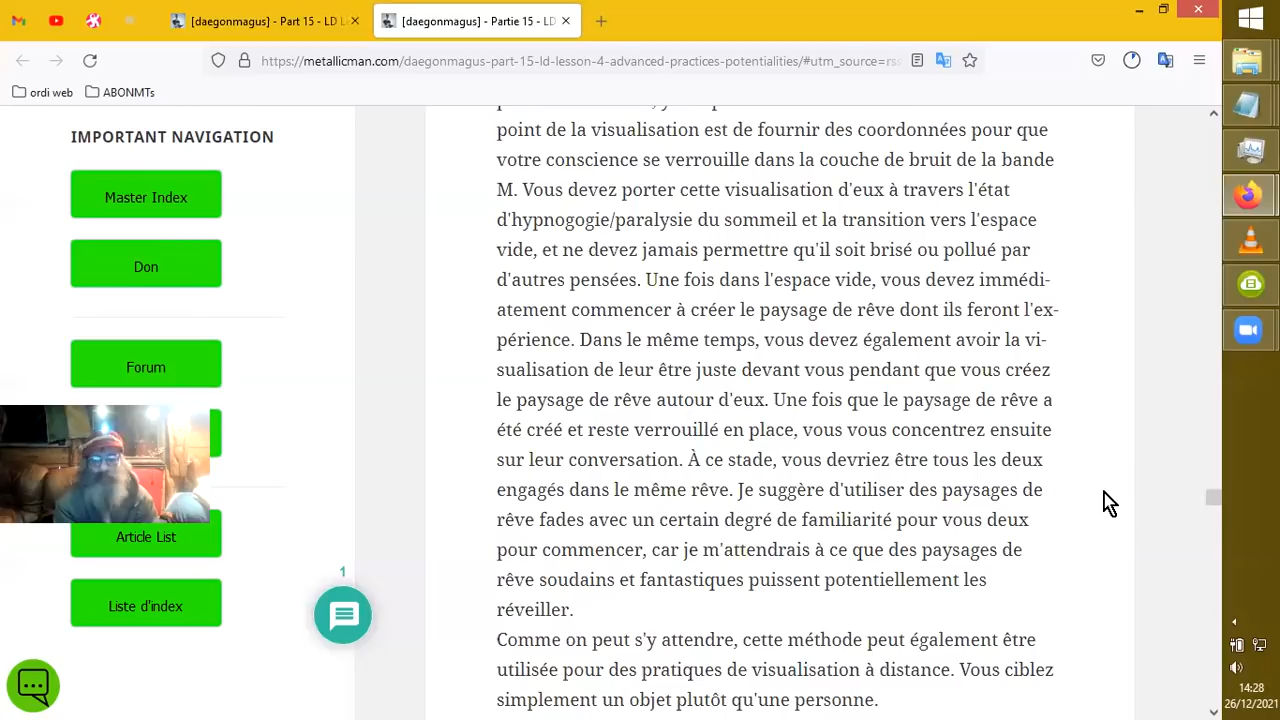 [daegonmagus] - Part 15 - LD Le
[daegonmagus] - Partie 15 - LD
https://metallicman.com/daegonmagus-part-15-ld-lesson-4-advanced-practices-potentialities/#utm_source=rss
ordi web
ABONMTs
IMPORTANT NAVIGATION
Master Index
Don
Forum
Article List
Liste d'index
1
point de la visualisation est de fournir des coordonnées pour que
votre conscience se verrouille dans la couche de bruit de la bande
M. Vous devez porter cette visualisation d'eux à travers l'état
d'hypnogogie/paralysie du sommeil et la transition vers l'espace
vide, et ne devez jamais permettre qu'il soit brisé ou pollué par
d'autres pensées. Une fois dans l'espace vide, vous devez immédi-
atement commencer à créer le paysage de rêve dont ils feront l'ex-
périence. Dans le même temps, vous devez également avoir la vi-
sualisation de leur être juste devant vous pendant que vous créez
le paysage de rêve autour d'eux. Une fois que le paysage de rêve a
été créé et reste verrouillé en place, vous vous concentrez ensuite
sur leur conversation. À ce stade, vous devriez être tous les deux
engagés dans le même rêve. Je suggère d'utiliser des paysages de
rêve fades avec un certain degré de familiarité pour vous deux
pour commencer, car je m'attendrais à ce que des paysages de
rêve soudains et fantastiques puissent potentiellement les
réveiller.
Comme on peut s'y attendre, cette méthode peut également être
utilisée pour des pratiques de visualisation à distance. Vous ciblez
simplement un objet plutôt qu'une personne.
14:28
26/12/2021